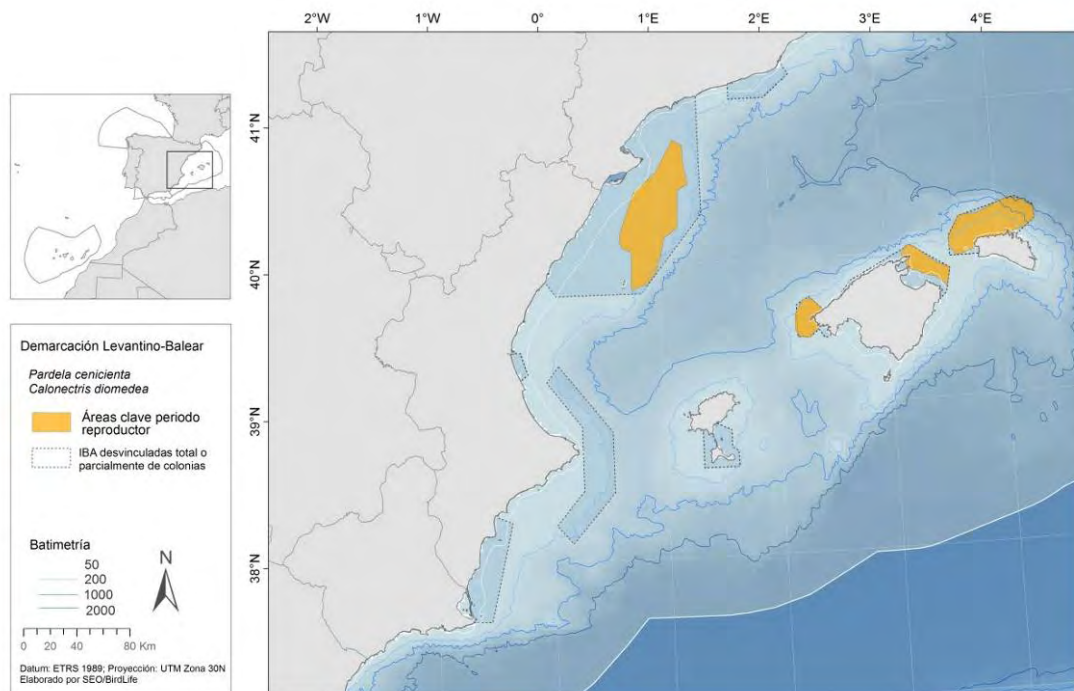 2°W 1°W 0° 1°E 2°E 3°E 4°E
41°N
40°N
39°N
38°N
Demarcación Levantino-Balear
Pardela cenicienta
Calonectris diomedea
Áreas clave periodo
reproductor
IBA desvinculadas total o
parcialmente de colonias
Batimetría
50
200
1000
2000
N
0 20 40 80 Km
Datum: ETRS 1989; Proyección: UTM Zona 30N
Elaborado por SEO/BirdLife